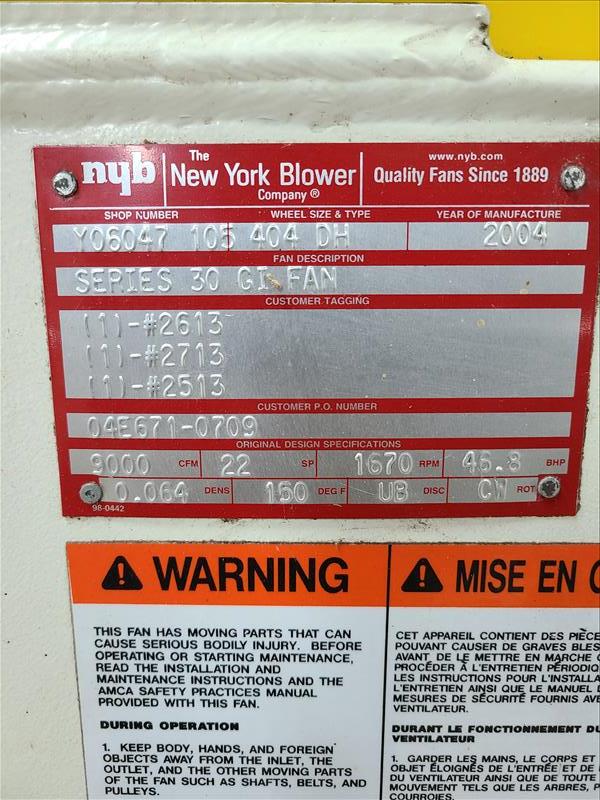 nyb The New York Blower Company® www.nyb.com Quality Fans Since 1889
SHOP NUMBER WHEEL SIZE & TYPE YEAR OF MANUFACTURE
Y06047 105 404 DH 2004
FAN DESCRIPTION
SERIES 30 GI FAN
CUSTOMER TAGGING
(1)-#2613
(1)-#2713
(1)-#2513
CUSTOMER P.O. NUMBER
04E671-0709
ORIGINAL DESIGN SPECIFICATIONS
9000 CFM 22 SP 1670 RPM 46.8 BHP
0.064 DENS 150 DEG F UB DISC CW ROT
98-0442
WARNING
THIS FAN HAS MOVING PARTS THAT CAN
CAUSE SERIOUS BODILY INJURY. BEFORE
OPERATING OR STARTING MAINTENANCE,
READ THE INSTALLATION AND
MAINTENANCE INSTRUCTIONS AND THE
AMCA SAFETY PRACTICES MANUAL
PROVIDED WITH THIS FAN.
DURING OPERATION
1. KEEP BODY, HANDS, AND FOREIGN
OBJECTS AWAY FROM THE INLET, THE
OUTLET, AND THE OTHER MOVING PARTS
OF THE FAN SUCH AS SHAFTS, BELTS, AND
PULLEYS.
MISE EN
CET APPAREIL CONTIENT DES PIÈCE
POUVANT CAUSER DE GRAVES BLES
AVANT DE LE METTRE EN MARCHE
PROCÉDER À L'ENTRETIEN PÉRIODIQ
LES INSTRUCTIONS POUR L'INSTALLA
L'ENTRETIEN AINSI QUE LE MANUEL
MESURES DE SÉCURITÉ FOURNIS AVE
VENTILATEUR.
DURANT LE FONCTIONNEMENT DU
VENTILATEUR
1. GARDER LES MAINS, LE CORPS ET
OBJET ÉLOIGNÉS DE L'ENTRÉE ET DE
DU VENTILATEUR AINSI QUE DE TOUTE
MOUVEMENT TELS QUE LES ARBRES, P
COURROIES.